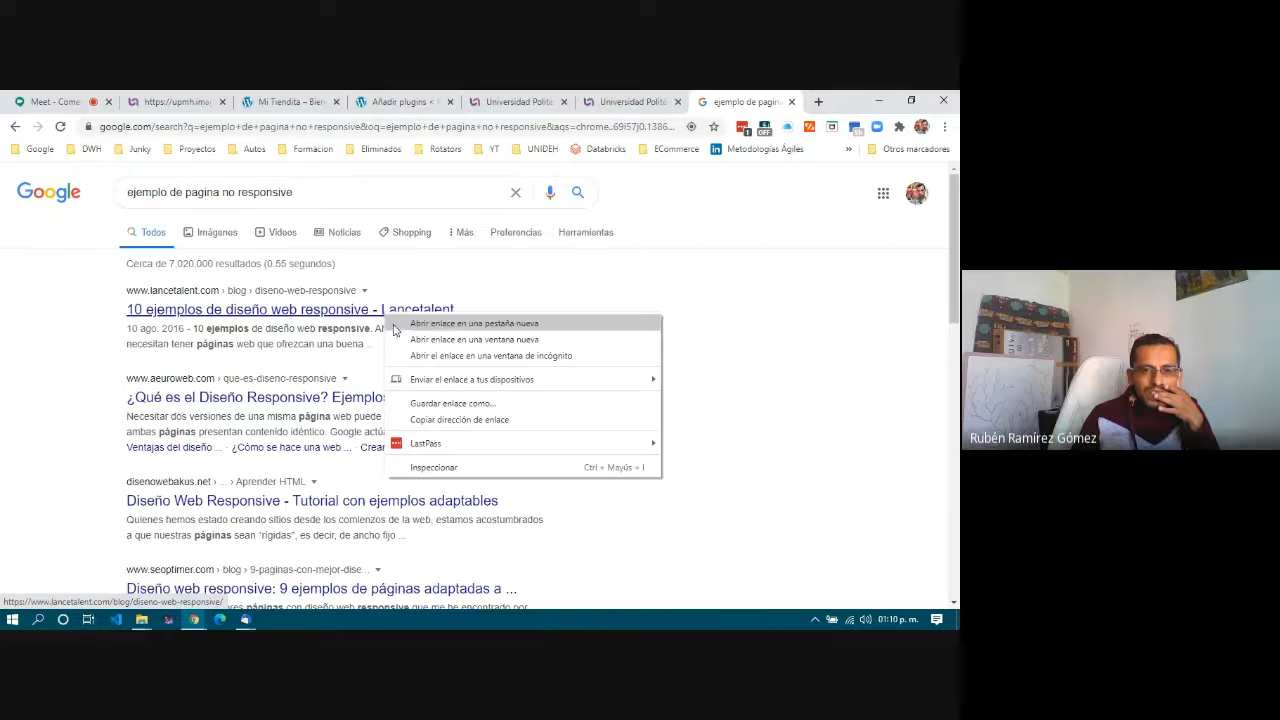 Meet - Come
https://upmh.ima
Mi Tiendita – Bien
Añadir plugins <
Universidad Polité
Universidad Polité
ejemplo de pagin
google.com/search?q=ejemplo+de+pagina+no+responsive&oq=ejemplo+de+pagina+no+responsive&aqs=chrome..69i57j0.1386...
Google
DWH
Junky
Proyectos
Autos
Formacion
Eliminados
Rotators
YT
UNIDEH
Databricks
ECommerce
Metodologías Ágiles
»
Otros marcadores
Google
ejemplo de pagina no responsive
Todos
Imágenes
Videos
Noticias
Shopping
Más
Preferencias
Herramientas
Cerca de 7,020,000 resultados (0.55 segundos)
www.lancetalent.com › blog › diseno-web-responsive
10 ejemplos de diseño web responsive - Lancetalent
10 ago. 2016 - 10 ejemplos de diseño web responsive.
necesitan tener páginas web que ofrezcan una buena ...
www.aeuroweb.com › que-es-diseno-responsive
¿Qué es el Diseño Responsive? Ejemplos
Necesitar dos versiones de una misma página web puede
ambas páginas presentan contenido idéntico. Google
Ventajas del diseño ... · ¿Cómo se hace una web ... ·
disenowebakus.net › ... › Aprender HTML
Diseño Web Responsive - Tutorial con ejemplos adaptables
Quienes hemos estado creando sitios desde los comienzos de la web, estamos acostumbrados
a que nuestras páginas sean “rígidas”, es decir, de ancho fijo ...
www.seoptimer.com › blog › 9-paginas-con-mejor-dise...
Diseño web responsive: 9 ejemplos de páginas adaptadas a ...
páginas con diseño web responsive que me he encontrado por
Abrir enlace en una pestaña nueva
Abrir enlace en una ventana nueva
Abrir el enlace en una ventana de incógnito
Enviar el enlace a tus dispositivos
Guardar enlace como...
Copiar dirección de enlace
LastPass
Inspeccionar Ctrl + Mayús + I
https://www.lancetalent.com/blog/diseno-web-responsive/
01:10 p. m.
Rubén Ramírez Gómez